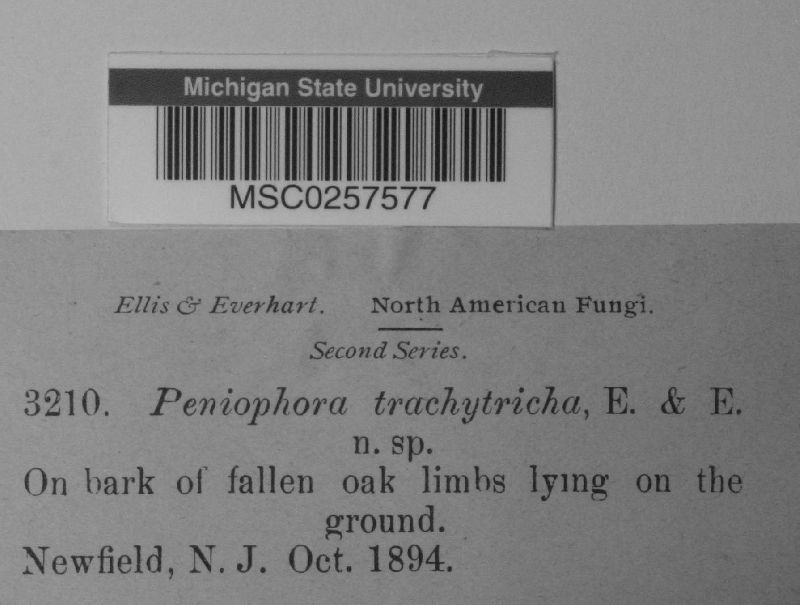 Michigan State University
MSC0257577
Ellis & Everhart. North American Fungi.
Second Series.
3210. Peniophora trachytricha, E. & E.
n. sp.
On bark of fallen oak limbs lying on the
ground.
Newfield, N. J. Oct. 1894.